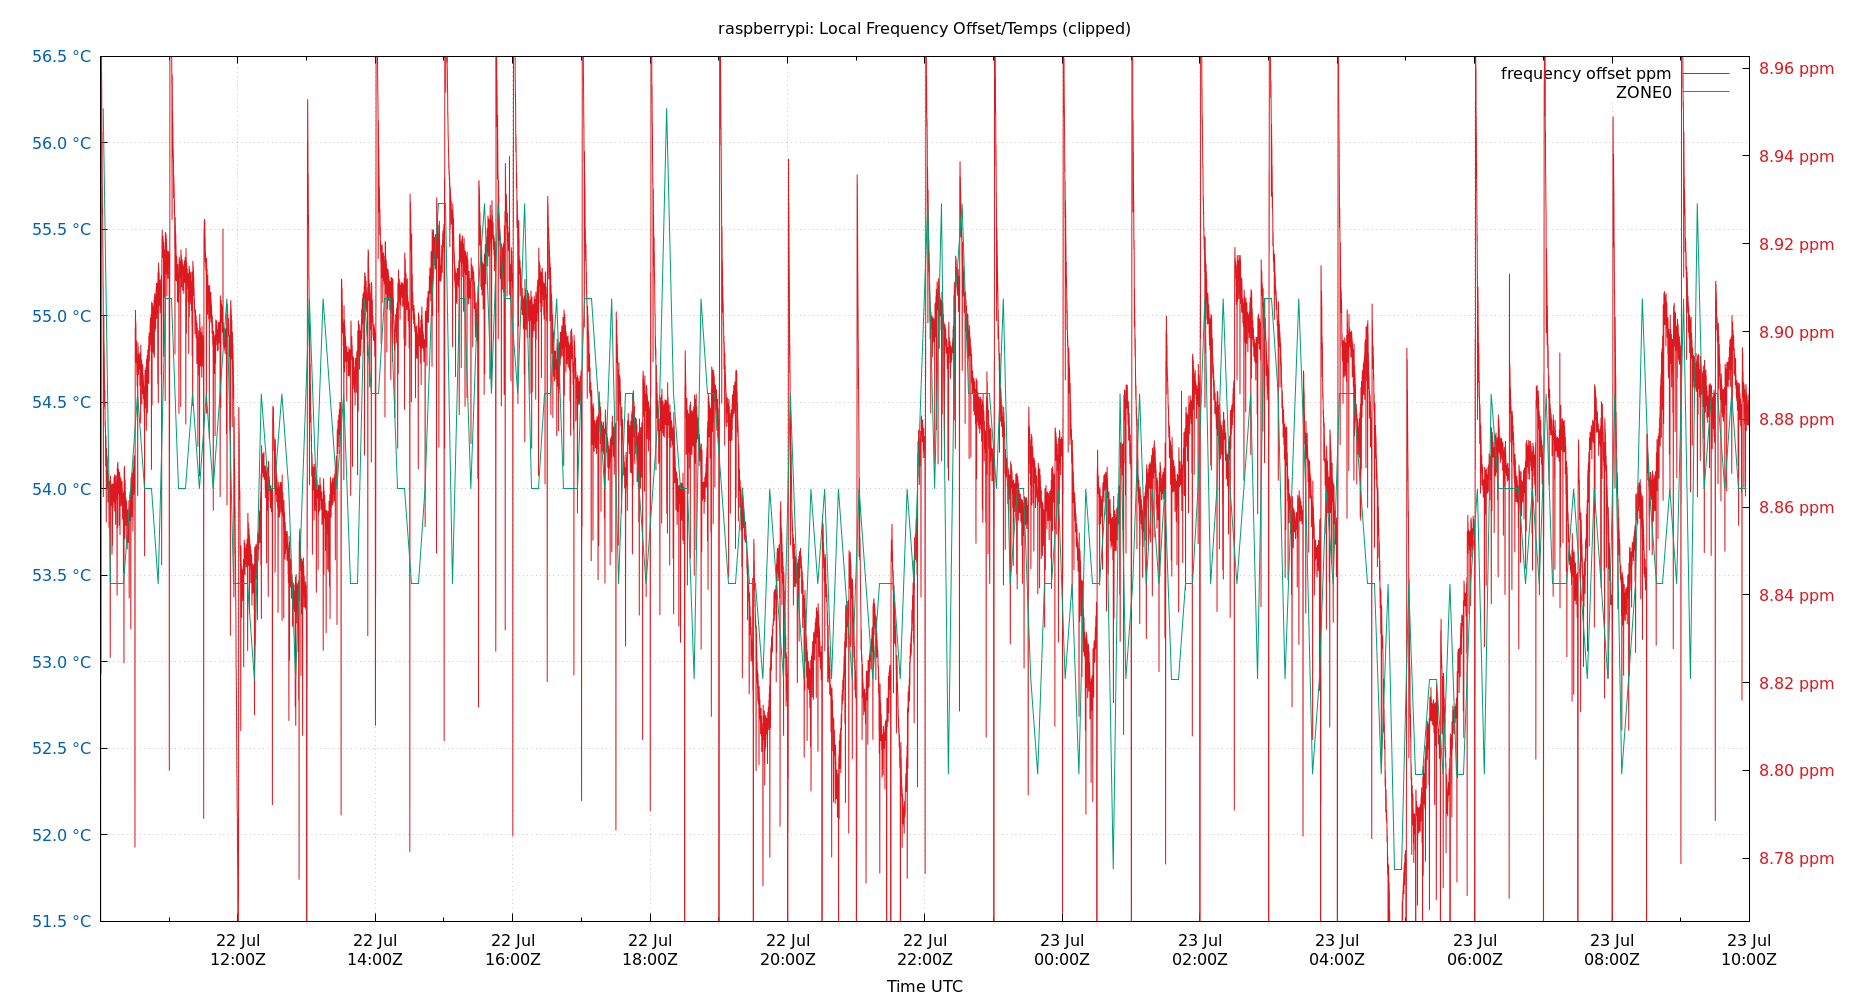 raspberrypi: Local Frequency Offset/Temps (clipped)
56.5 °C
56.0 °C
55.5 °C
55.0 °C
54.5 °C
54.0 °C
53.5 °C
53.0 °C
52.5 °C
52.0 °C
51.5 °C
frequency offset ppm
ZONE0
8.96 ppm
8.94 ppm
8.92 ppm
8.90 ppm
8.88 ppm
8.86 ppm
8.84 ppm
8.82 ppm
8.80 ppm
8.78 ppm
22 Jul
12:00Z
22 Jul
14:00Z
22 Jul
16:00Z
22 Jul
18:00Z
22 Jul
20:00Z
22 Jul
22:00Z
23 Jul
00:00Z
23 Jul
02:00Z
23 Jul
04:00Z
23 Jul
06:00Z
23 Jul
08:00Z
23 Jul
10:00Z
Time UTC